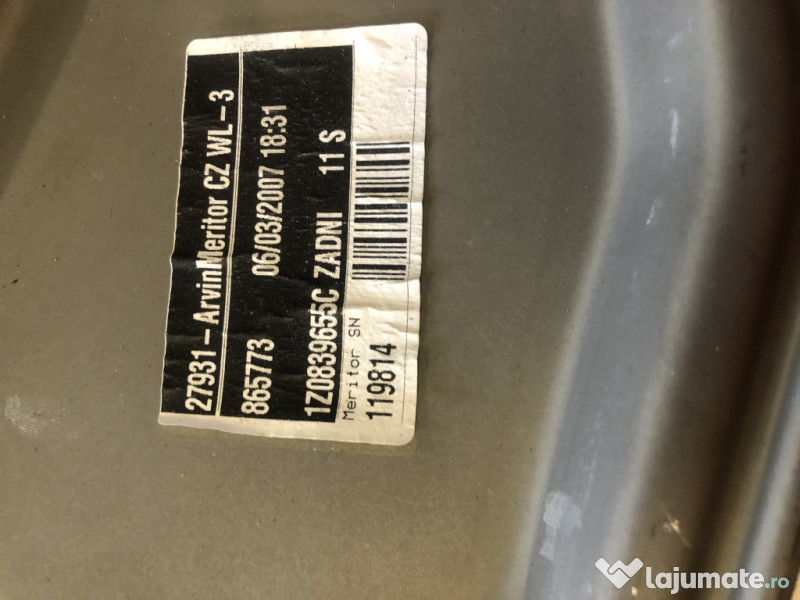 27931 – ArvinMeritor CZ WL – 3
865773 06/03/2007 18:31
1Z0839655C ZADNI 11 S
Meritor SN
119814
lajumate.ro